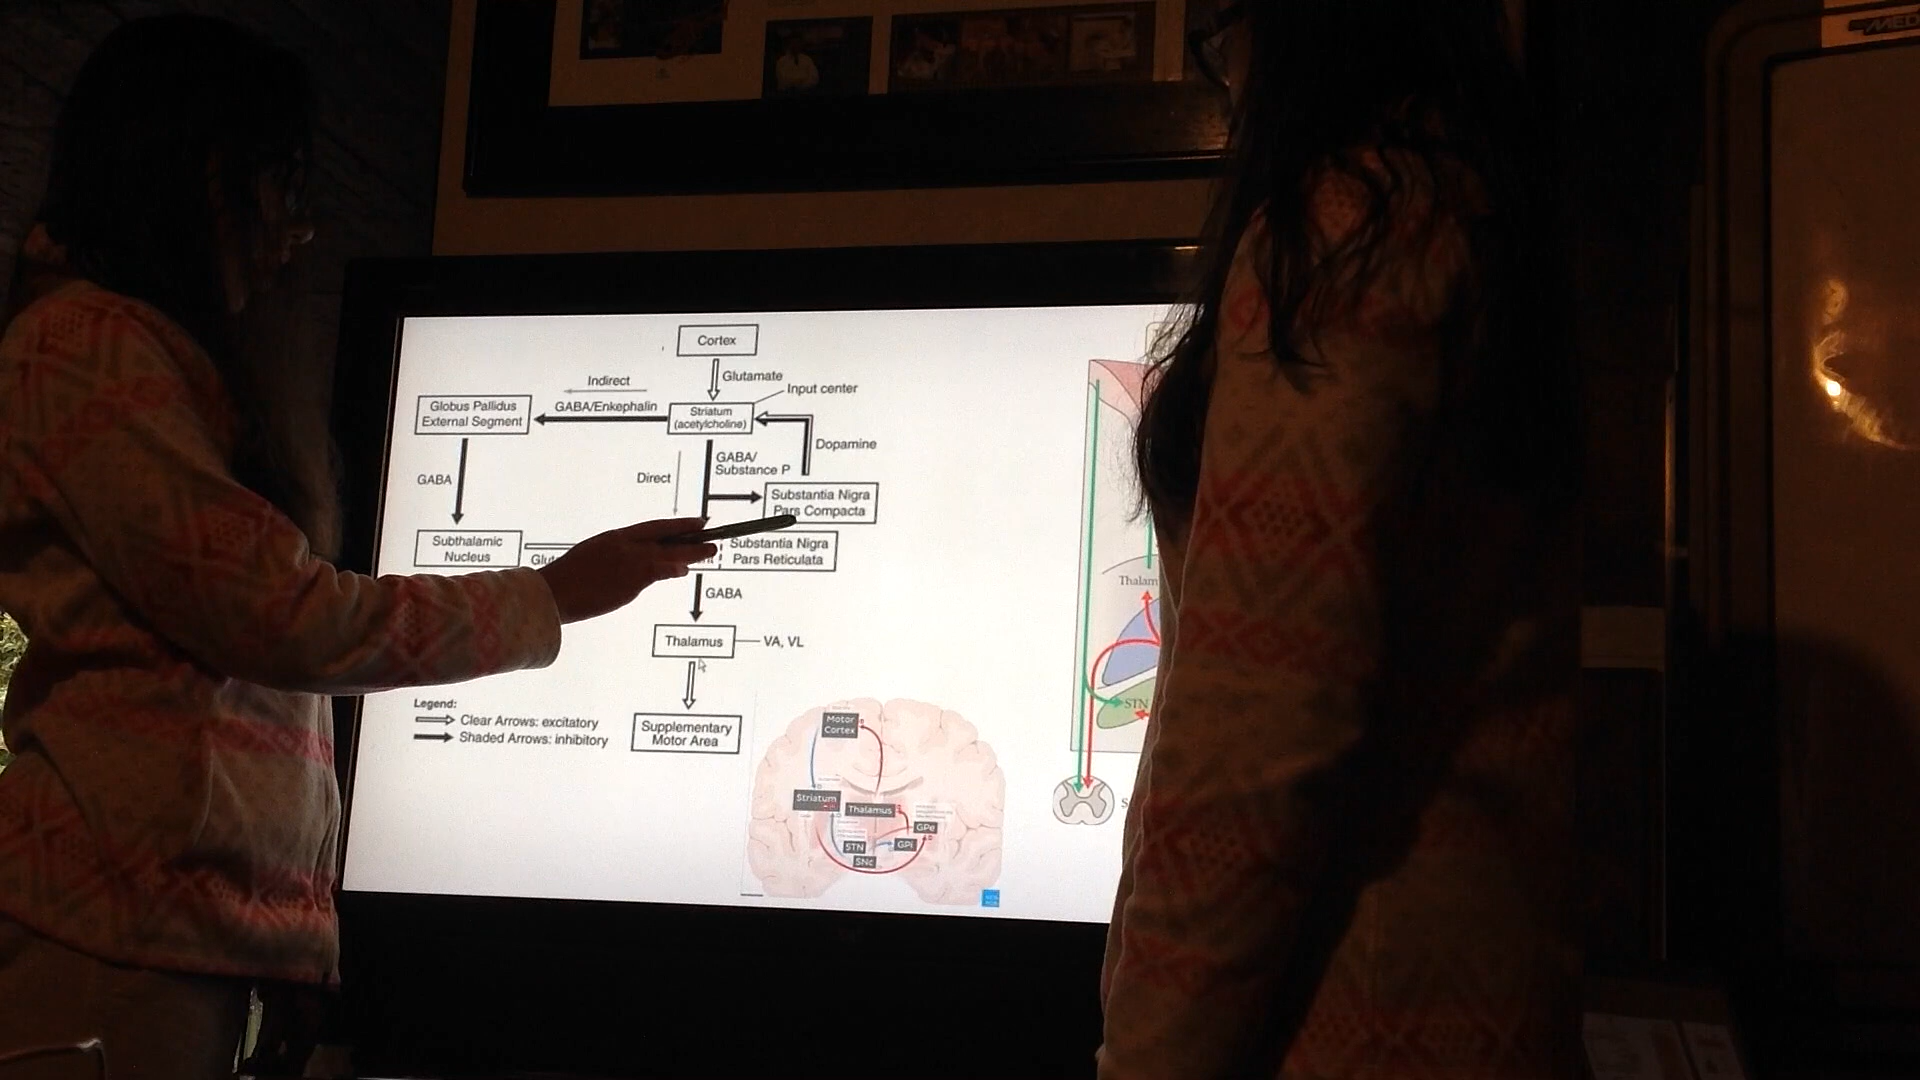 MED
Cortex
Glutamate
Input center
Indirect
GABA/Enkephalin
Globus Pallidus
External Segment
Striatum
(acetylcholine)
Dopamine
GABA/
Substance P
Direct
GABA
Substantia Nigra
Pars Compacta
Subthalamic
Nucleus
Substantia Nigra
Pars Reticulata
GABA
Thalamus
VA, VL
Legend:
Clear Arrows: excitatory
Shaded Arrows: inhibitory
Supplementary
Motor Area
Motor
Cortex
Striatum
Thalamus
GPe
STN
GPi
SNc
Thalam
STN